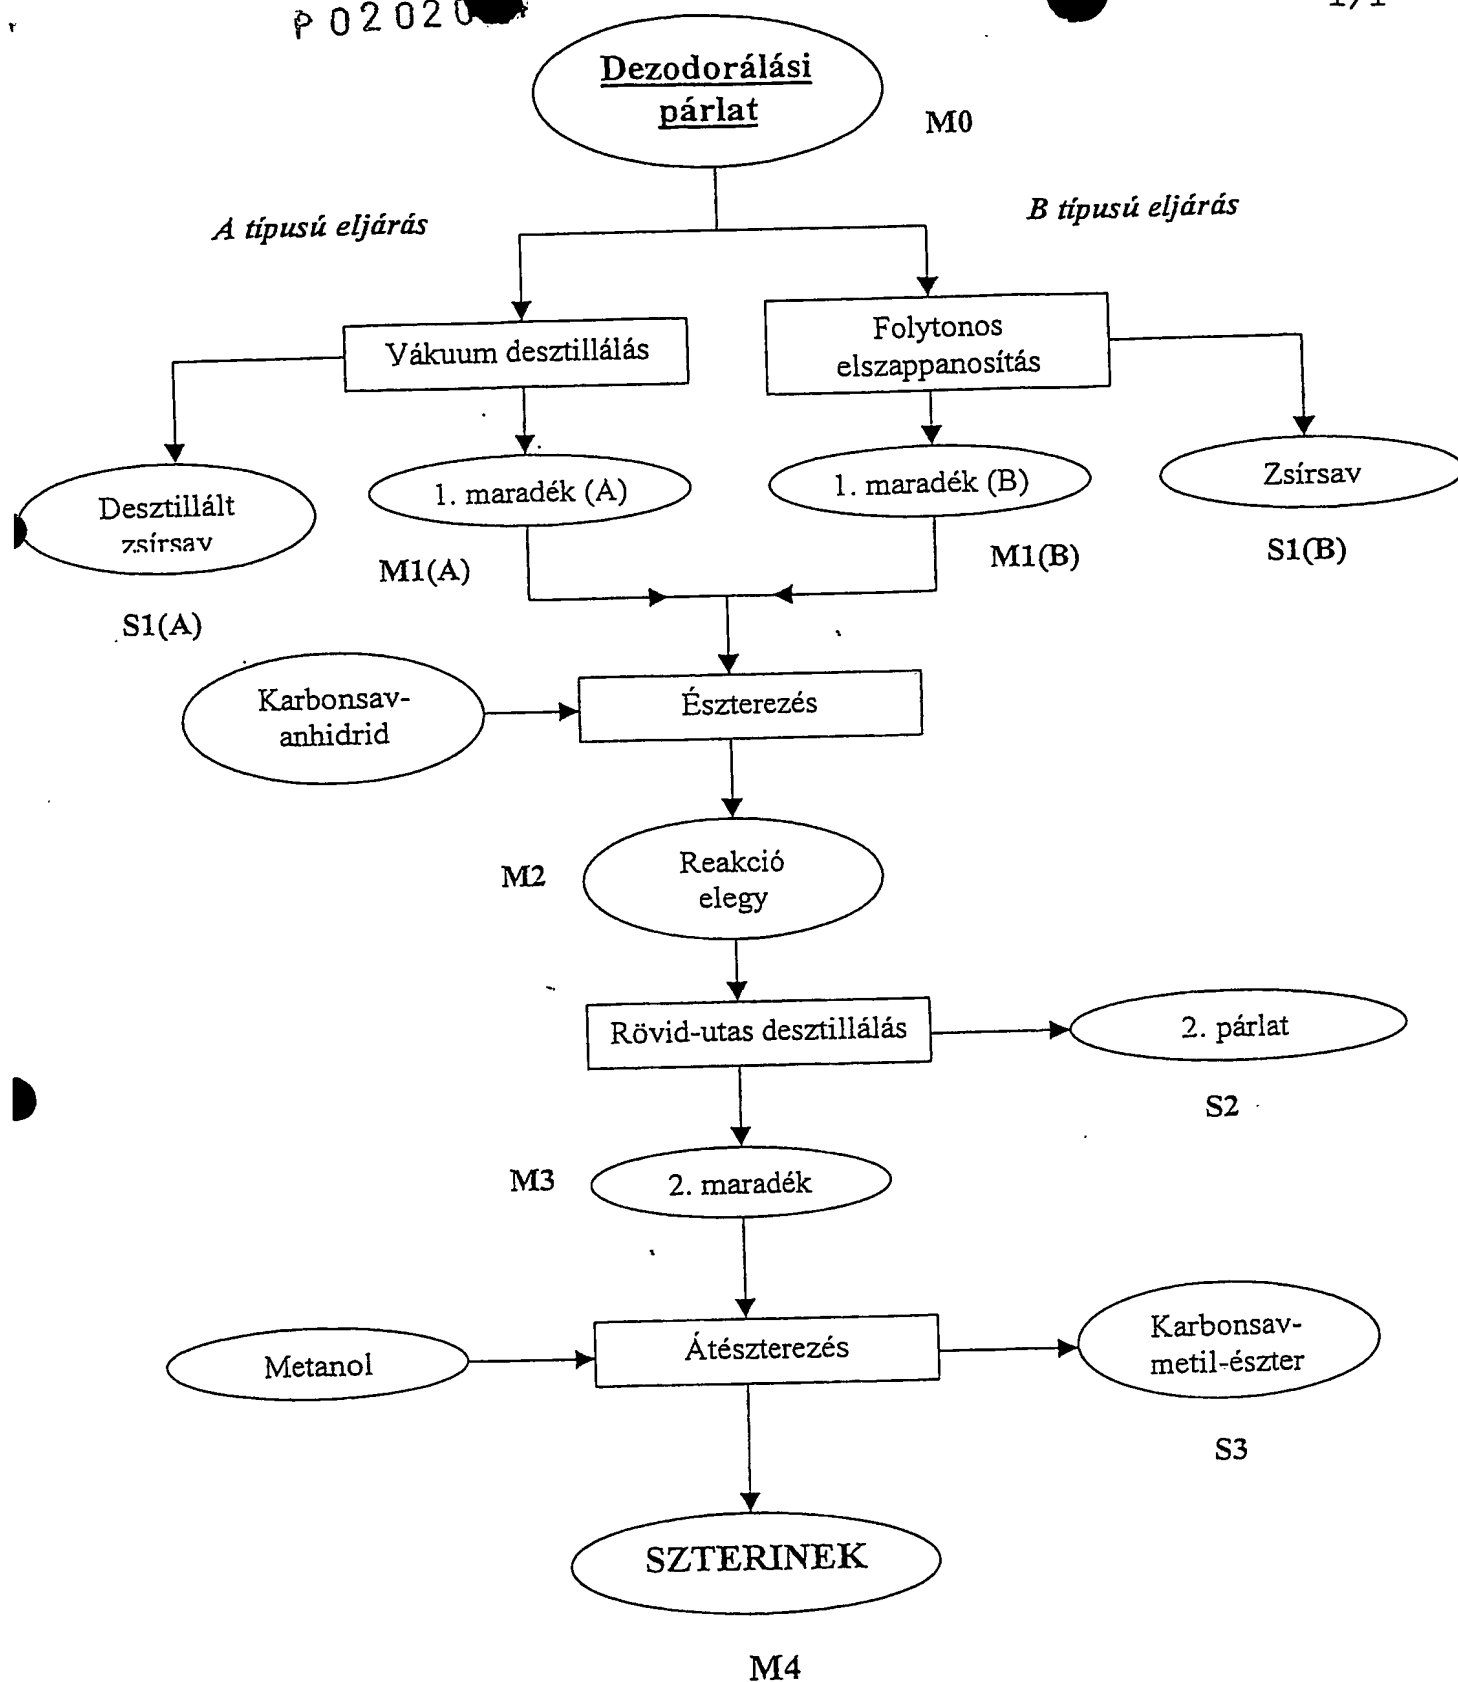 1/1
Dezodorálási
párlat
M0
A típusú eljárás
B típusú eljárás
Vákuum desztillálás
Folytonos
elszappanosítás
Desztillált
zsírsav
1. maradék (A)
1. maradék (B)
Zsírsav
S1(A)
M1(A)
M1(B)
S1(B)
Karbonsav-
anhidrid
Észterezés
M2
Reakció
elegy
Rövid-utas desztillálás
2. párlat
S2
M3
2. maradék
Metanol
Átészterezés
Karbonsav-
metil-észter
S3
SZTERINEK
M4